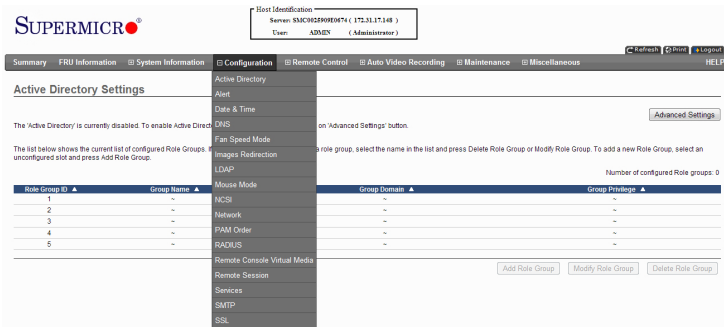 SUPERMICR
Host Identification
Server: SMC0025909E0674 ( 172.31.17.148 )
User: ADMIN ( Administrator )
Refresh Print Logout
Summary FRU Information System Information Configuration Remote Control Auto Video Recording Maintenance Miscellaneous HELP
Active Directory
Alert
Date & Time
DNS
Fan Speed Mode
Images Redirection
LDAP
Mouse Mode
NCSI
Network
PAM Order
RADIUS
Remote Console Virtual Media
Remote Session
Services
SMTP
SSL
Active Directory Settings
Advanced Settings
The 'Active Directory' is currently disabled. To enable Active Direct on 'Advanced Settings' button.
The list below shows the current list of configured Role Groups. If a role group, select the name in the list and press Delete Role Group or Modify Role Group. To add a new Role Group, select an
unconfigured slot and press Add Role Group.
Number of configured Role groups: 0
Role Group ID ▲ Group Name ▲ Group Domain ▲ Group Privilege ▲
1 ~ ~ ~
2 ~ ~ ~
3 ~ ~ ~
4 ~ ~ ~
5 ~ ~ ~
Add Role Group Modify Role Group Delete Role Group